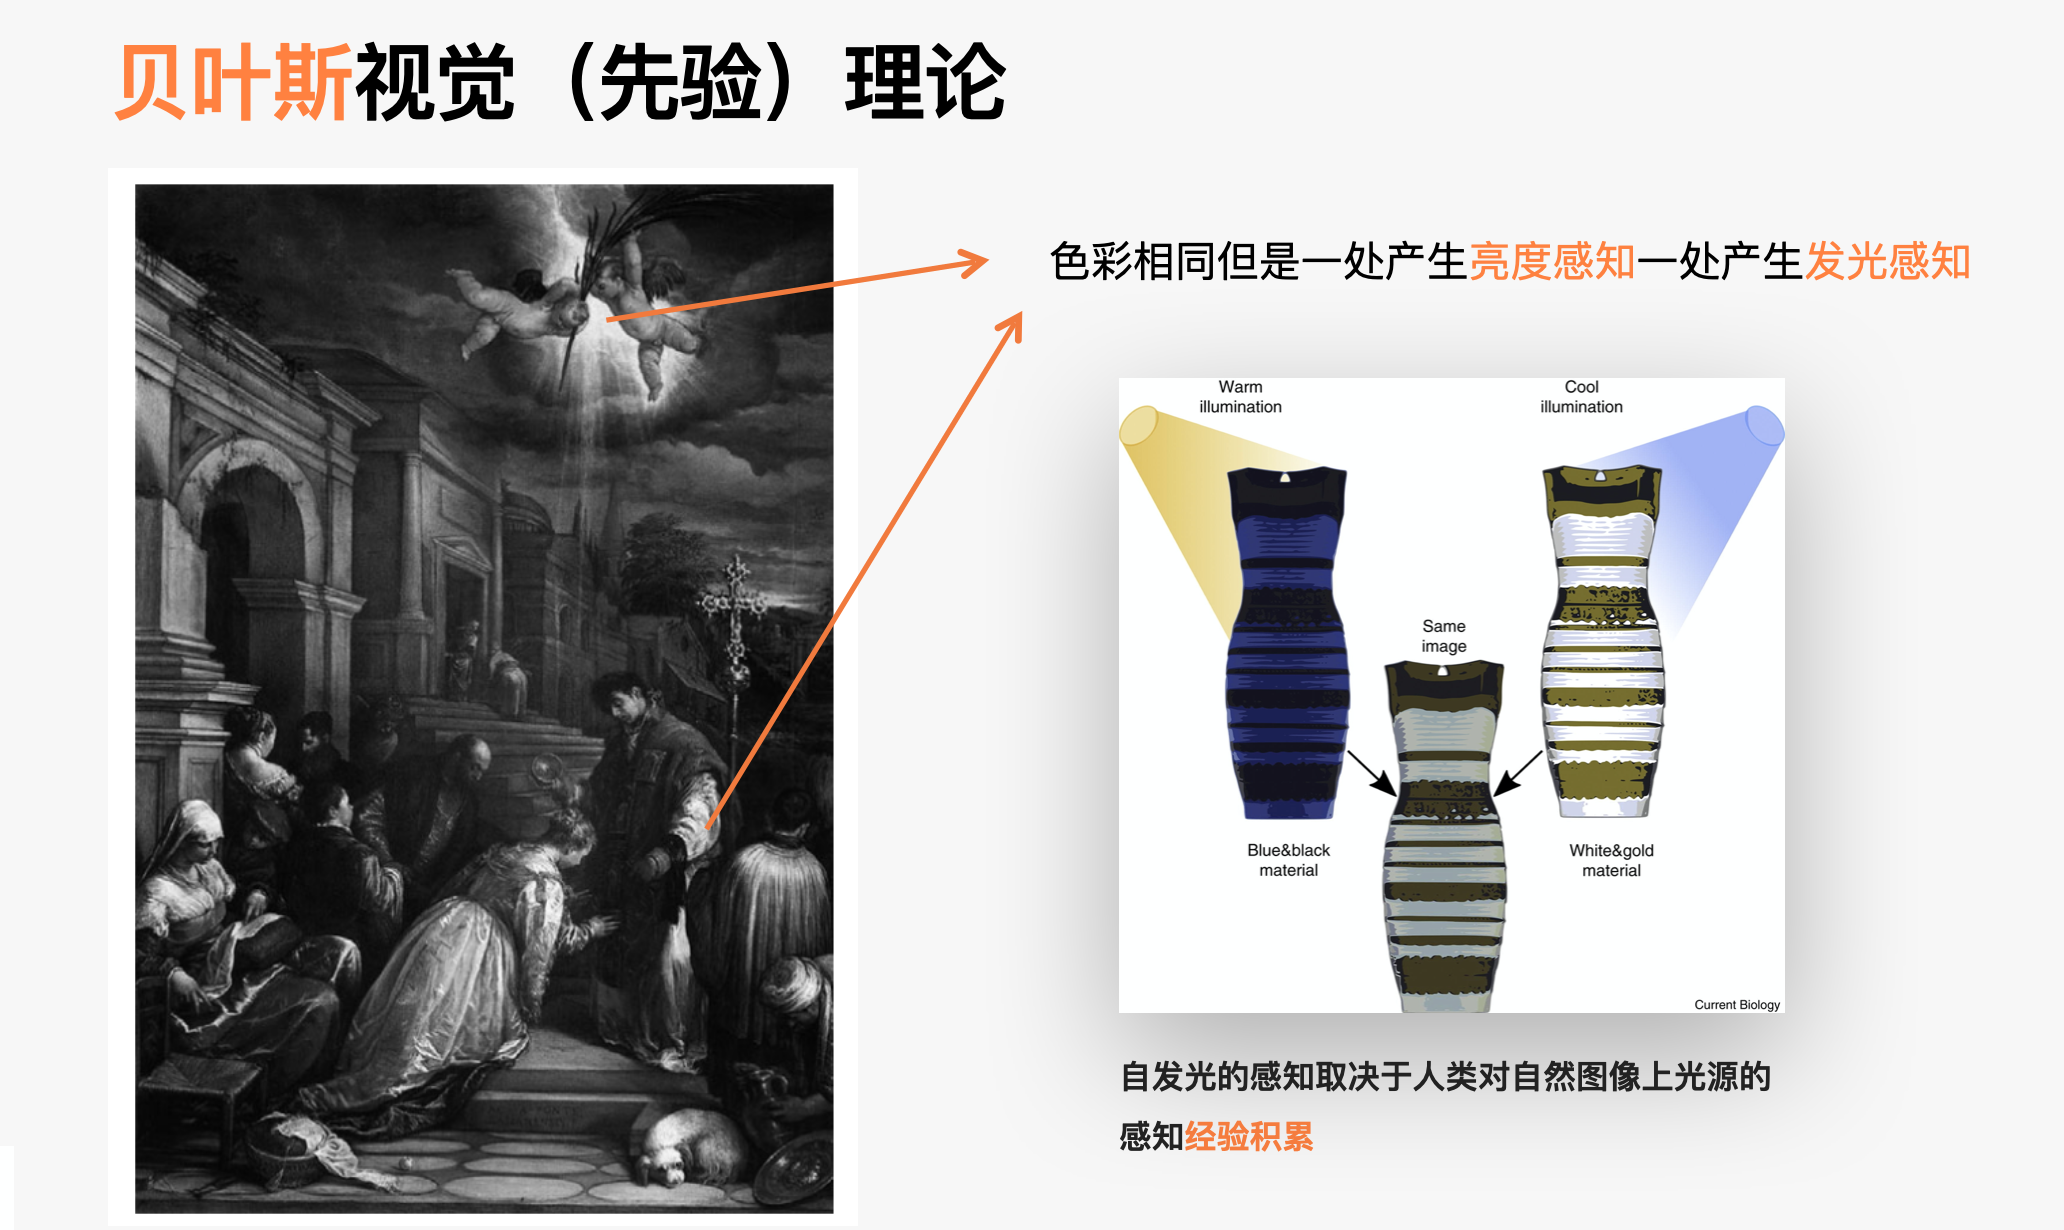 贝叶斯视觉（先验）理论
色彩相同但是一处产生亮度感知一处产生发光感知
Warm
illumination
Cool
illumination
Same
image
Blue&black
material
White&gold
material
Current Biology
自发光的感知取决于人类对自然图像上光源的
感知经验积累